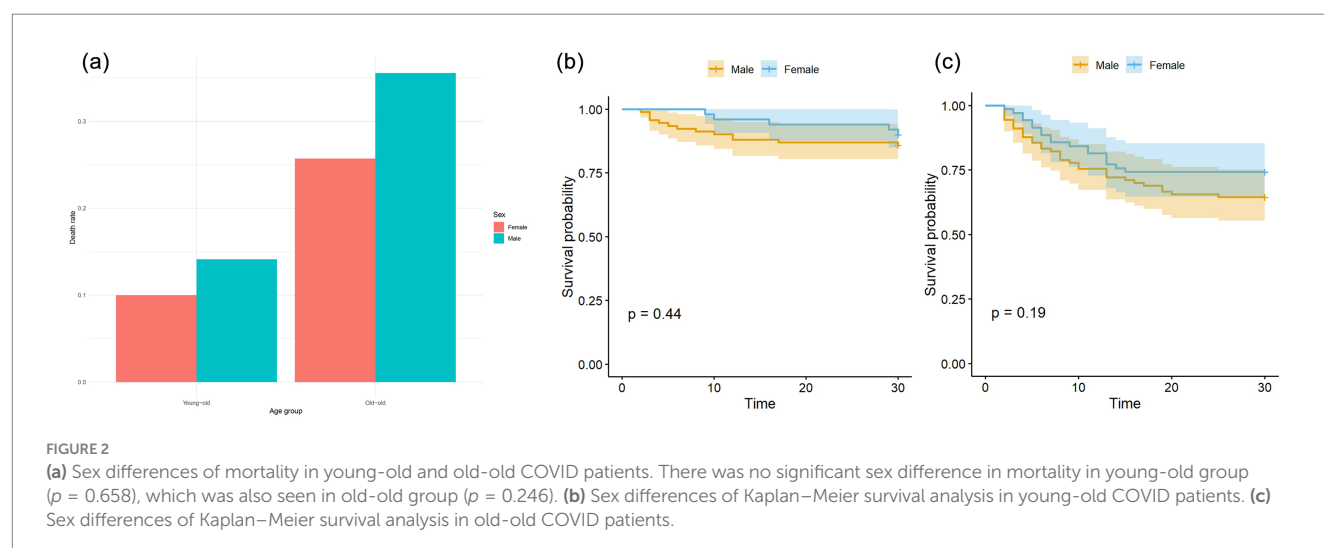 (a)
0.3
0.2
0.1
0.0
Death rate
Young-old
Old-old
Age group
Sex
Female
Male
(b)
Male
Female
1.00
0.75
0.50
0.25
0.00
Survival probability
p = 0.44
0
10
20
30
Time
(c)
Male
Female
1.00
0.75
0.50
0.25
0.00
Survival probability
p = 0.19
0
10
20
30
Time
FIGURE 2
(a) Sex differences of mortality in young-old and old-old COVID patients. There was no significant sex difference in mortality in young-old group
(p = 0.658), which was also seen in old-old group (p = 0.246). (b) Sex differences of Kaplan–Meier survival analysis in young-old COVID patients. (c)
Sex differences of Kaplan–Meier survival analysis in old-old COVID patients.